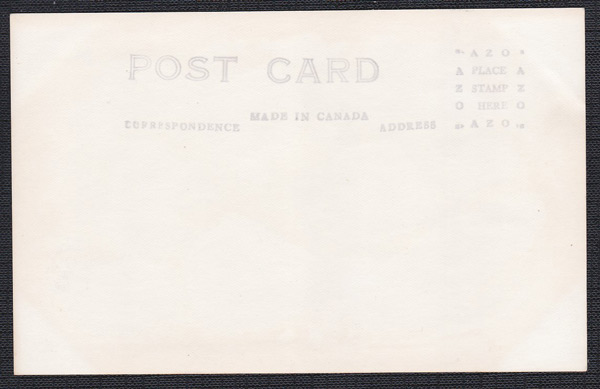 POST CARD
MADE IN CANADA
CORRESPONDENCE
ADDRESS
A Z O
A PLACE A
Z STAMP Z
O HERE O
A Z O